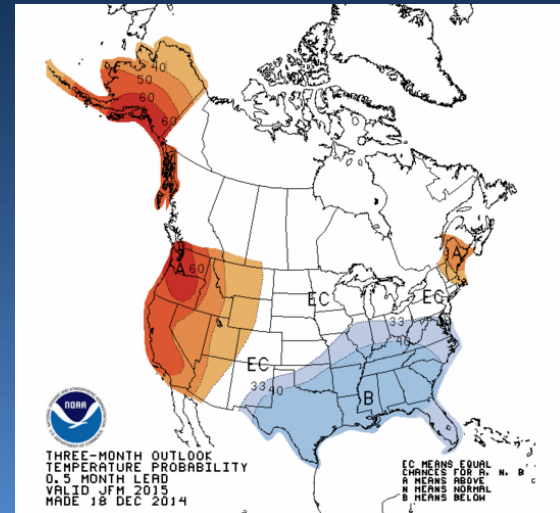 40
50
60
60
A 60
A
EC
EC
33
40
EC
33 40
B
NOAA
THREE-MONTH OUTLOOK
TEMPERATURE PROBABILITY
0.5 MONTH LEAD
VALID JFM 2015
MADE 18 DEC 2014
EC MEANS EQUAL
CHANCES FOR A, N, B
A MEANS ABOVE
N MEANS NORMAL
B MEANS BELOW